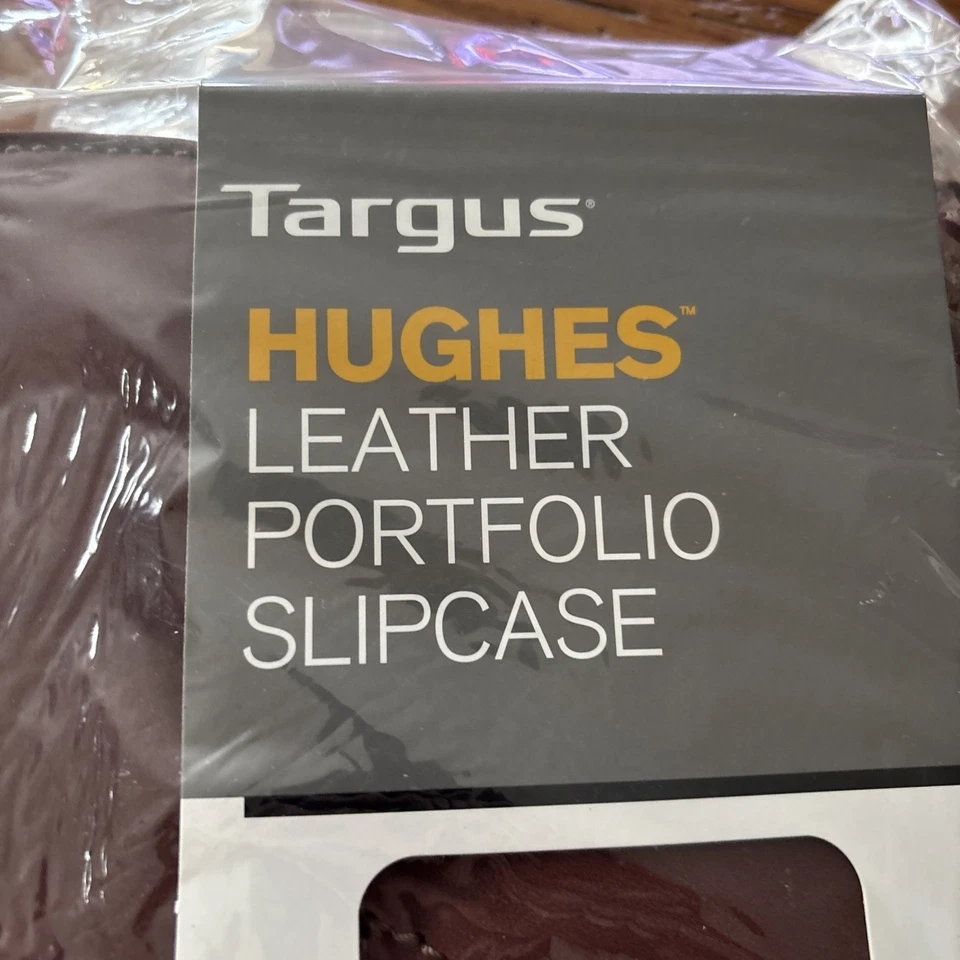 Targus®
HUGHES™
LEATHER
PORTFOLIO
SLIPCASE